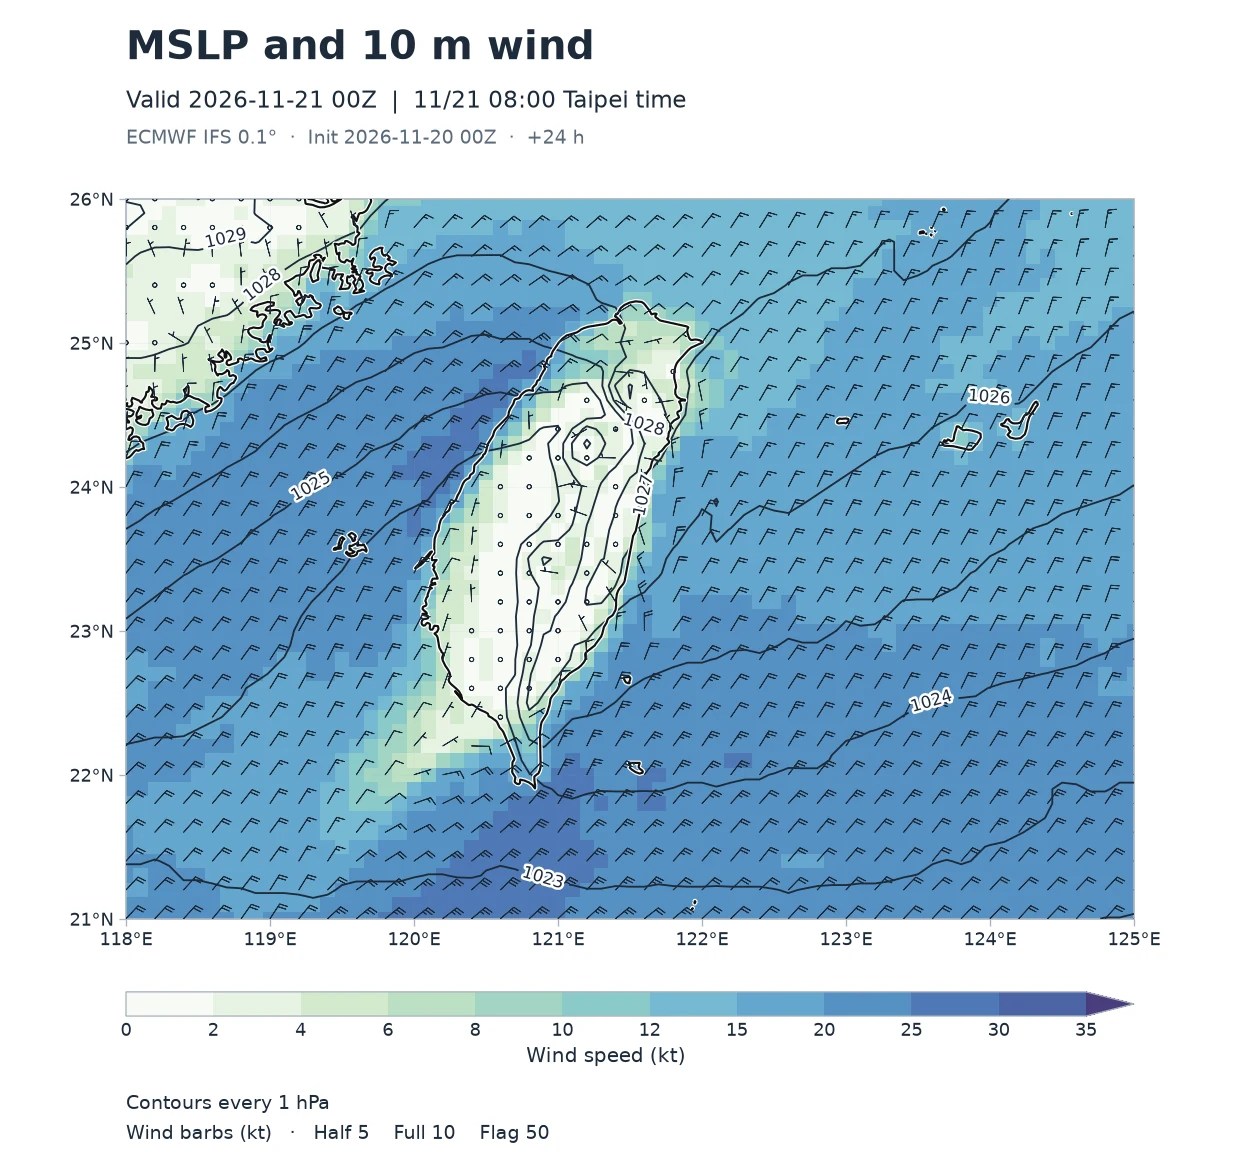 MSLP and 10 m wind
Valid 2026-11-21 00Z | 11/21 08:00 Taipei time
ECMWF IFS 0.1° · Init 2026-11-20 00Z · +24 h
26°N
1029
1028
25°N
1026
1028
24°N
1025
1027
23°N
1024
22°N
1023
21°N
118°E 119°E 120°E 121°E 122°E 123°E 124°E 125°E
0 2 4 6 8 10 12 15 20 25 30 35
Wind speed (kt)
Contours every 1 hPa
Wind barbs (kt) · Half 5 Full 10 Flag 50